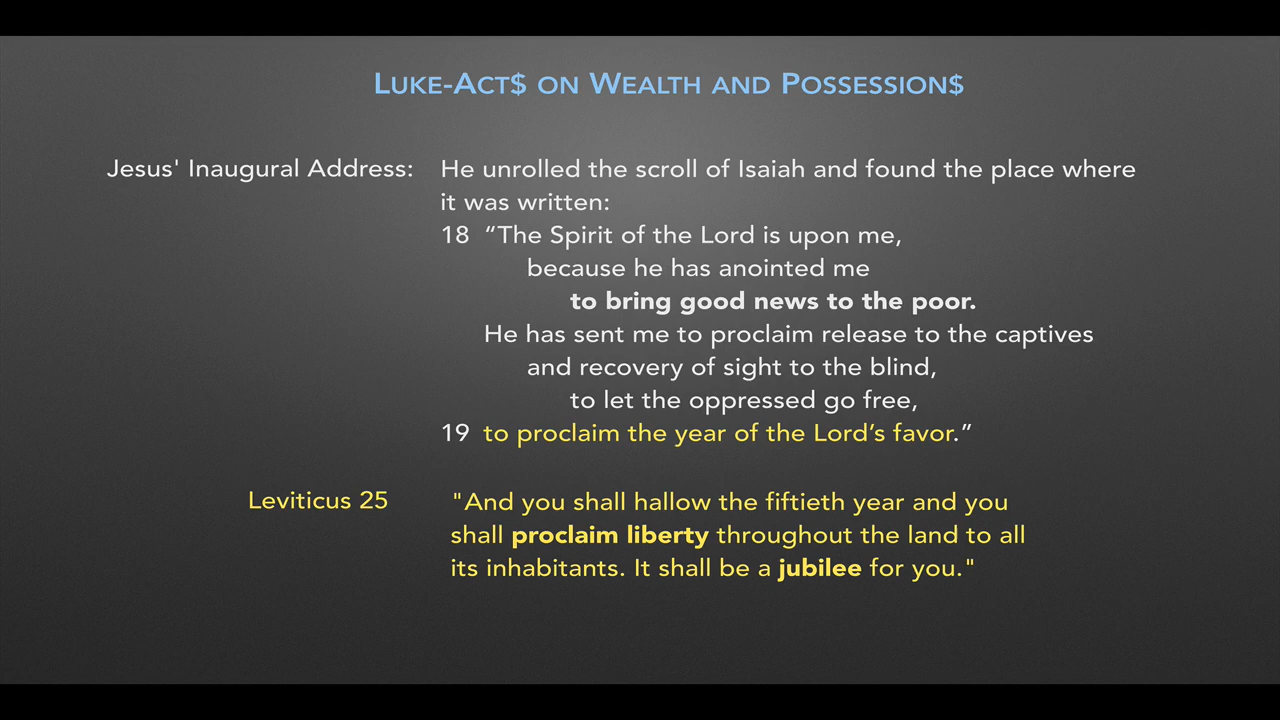 Luke-Act$ on Wealth and Possession$
Jesus' Inaugural Address: He unrolled the scroll of Isaiah and found the place where
it was written:
18 “The Spirit of the Lord is upon me,
because he has anointed me
to bring good news to the poor.
He has sent me to proclaim release to the captives
and recovery of sight to the blind,
to let the oppressed go free,
19 to proclaim the year of the Lord’s favor.”
Leviticus 25 "And you shall hallow the fiftieth year and you
shall proclaim liberty throughout the land to all
its inhabitants. It shall be a jubilee for you."